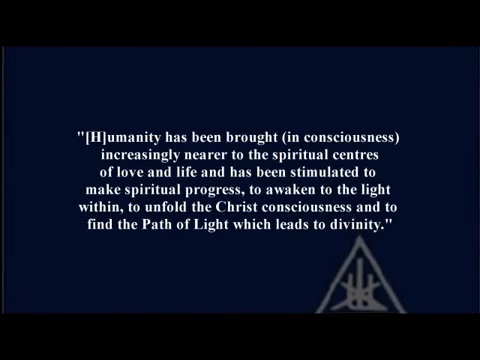 "[H]umanity has been brought (in consciousness)
increasingly nearer to the spiritual centres
of love and life and has been stimulated to
make spiritual progress, to awaken to the light
within, to unfold the Christ consciousness and to
find the Path of Light which leads to divinity."